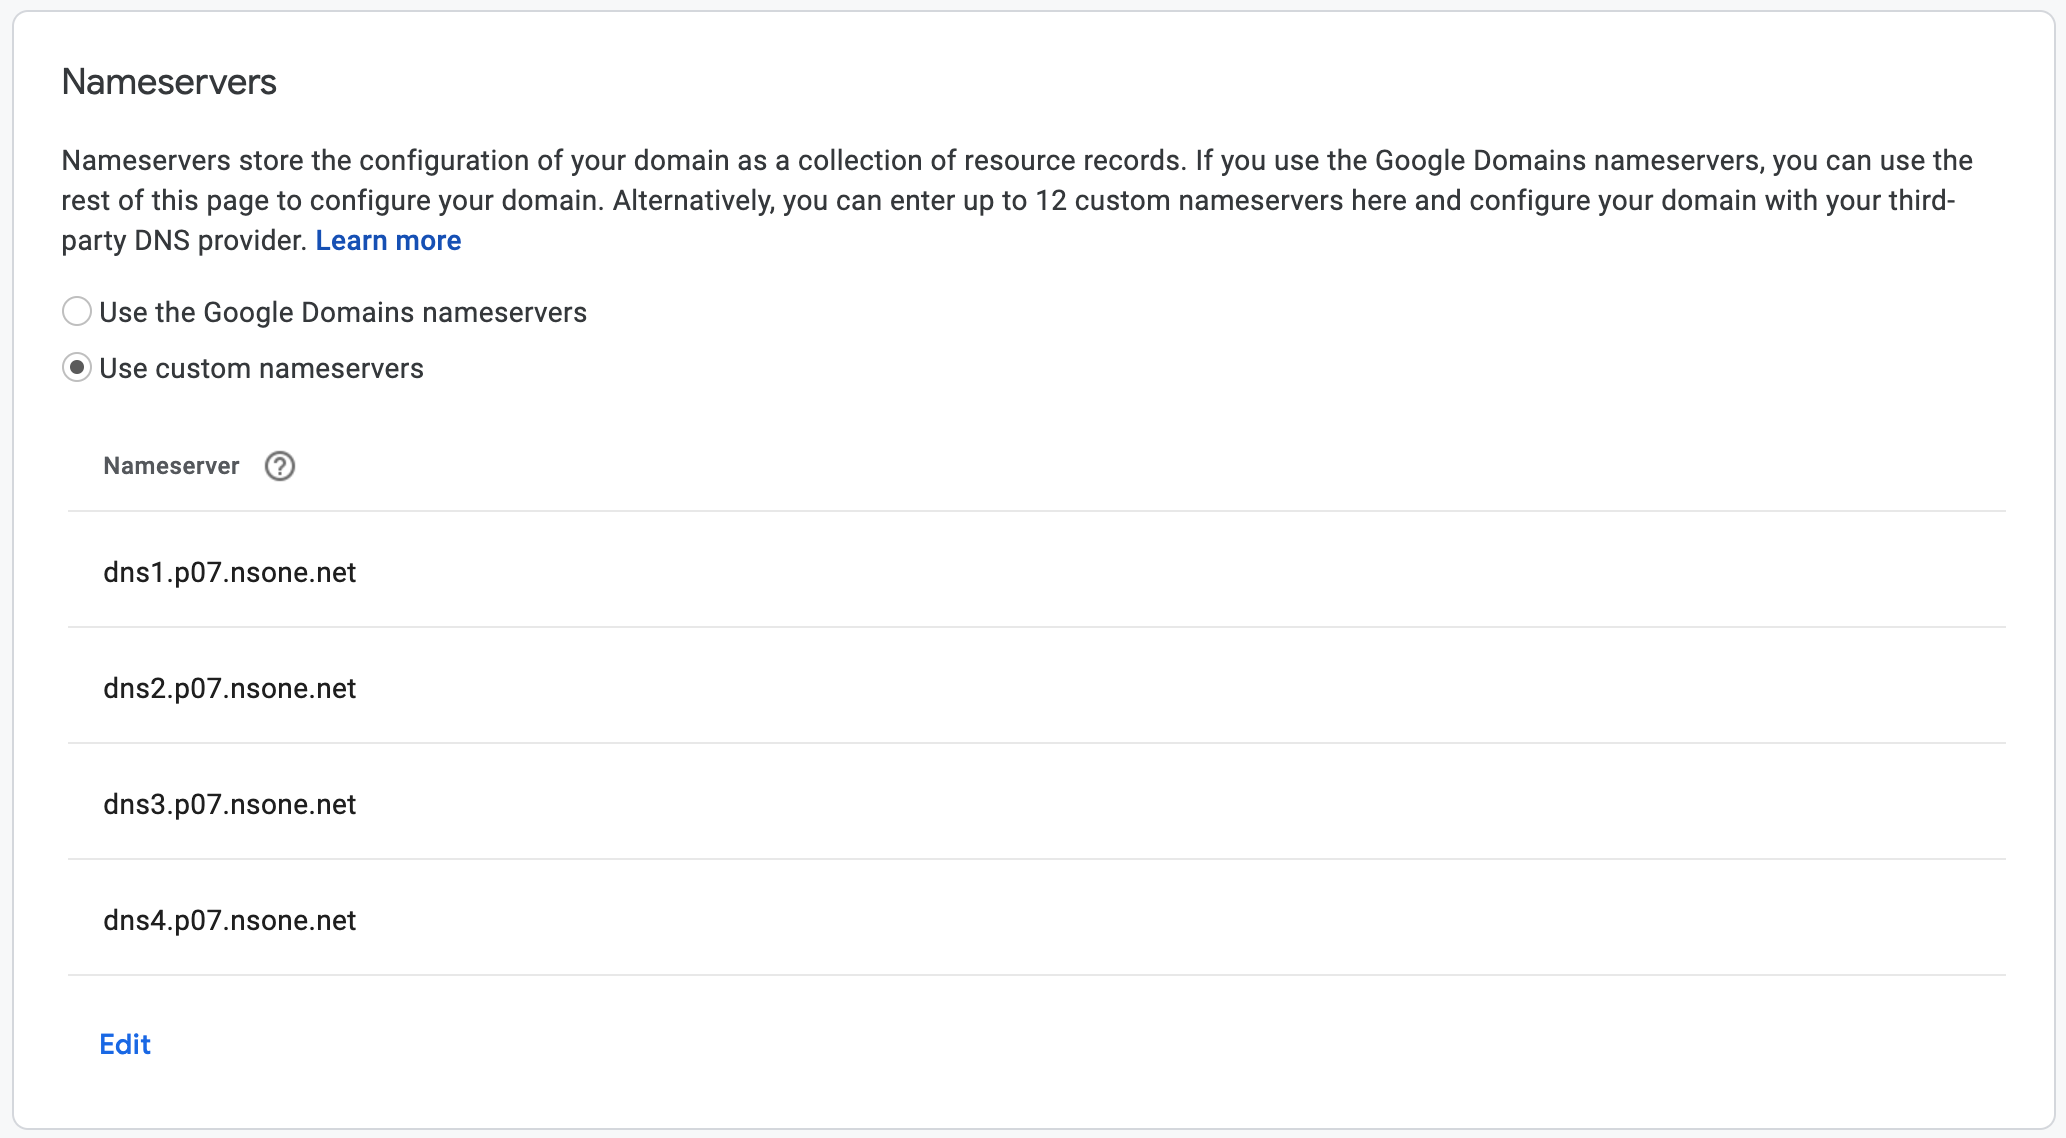 Nameservers
Nameservers store the configuration of your domain as a collection of resource records. If you use the Google Domains nameservers, you can use the
rest of this page to configure your domain. Alternatively, you can enter up to 12 custom nameservers here and configure your domain with your third-
party DNS provider. Learn more
Use the Google Domains nameservers
Use custom nameservers
Nameserver ?
dns1.p07.nsone.net
dns2.p07.nsone.net
dns3.p07.nsone.net
dns4.p07.nsone.net
Edit